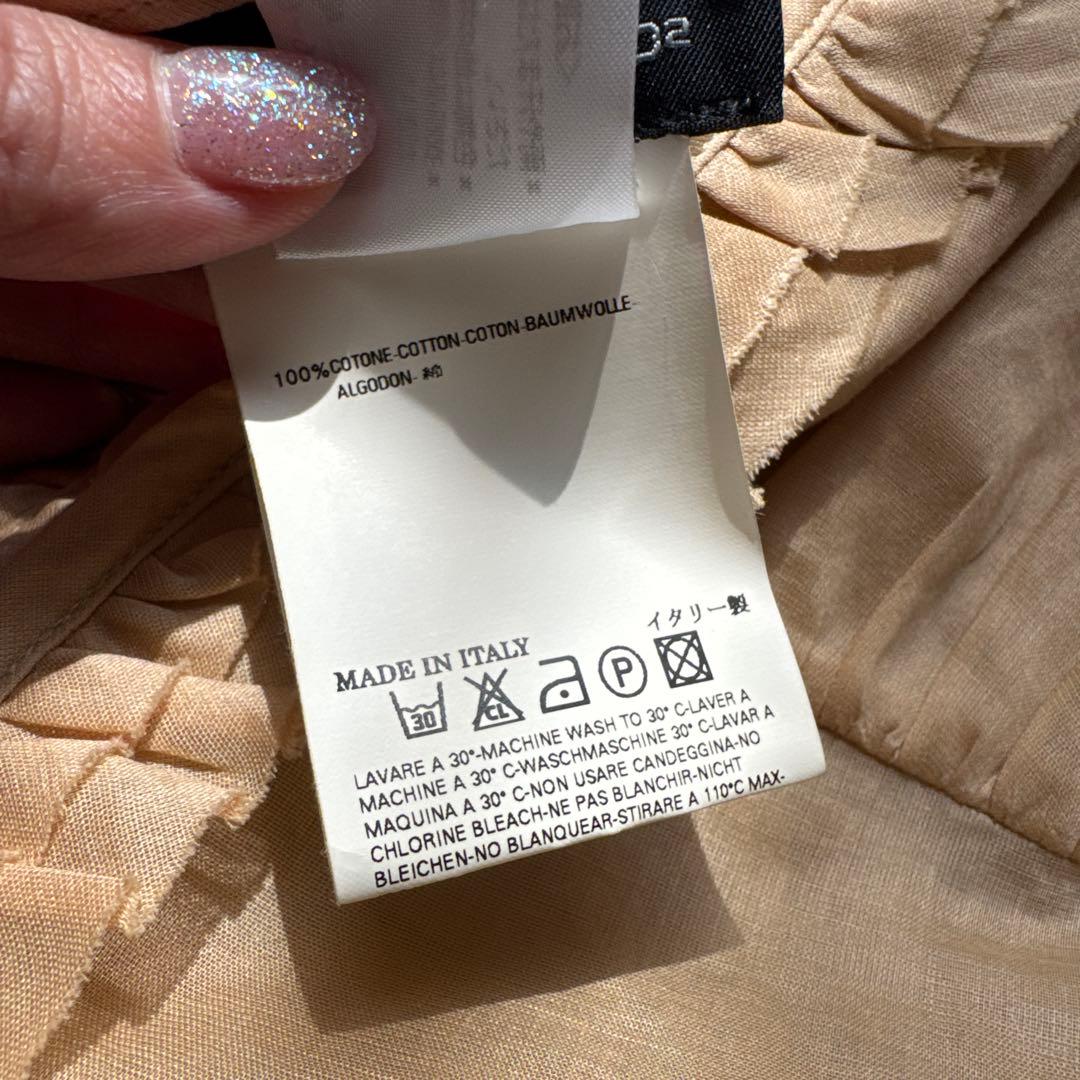 D2
100%COTONE-COTTON-COTON-BAUMWOLLE-
ALGODON- 綿
イタリー製
MADE IN ITALY
30 CL P
LAVARE A 30°-MACHINE WASH TO 30° C-LAVER A
MACHINE A 30° C-WASCHMASCHINE 30° C-LAVAR A
MAQUINA A 30° C-NON USARE CANDEGGINA-NO
CHLORINE BLEACH-NE PAS BLANCHIR-NICHT
BLEICHEN-NO BLANQUEAR-STIRARE A 110°C MAX-